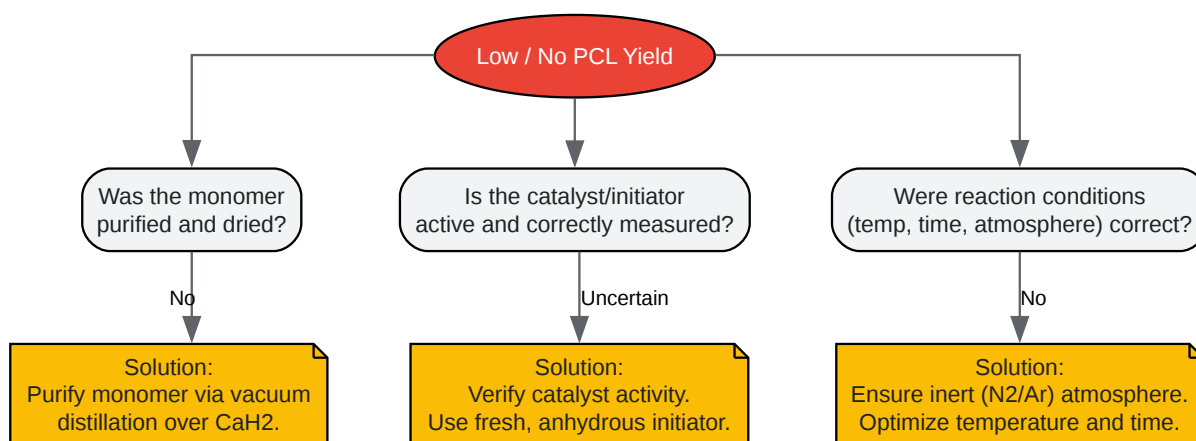 Low / No PCL Yield
Was the monomer
purified and dried?
Is the catalyst/initiator
active and correctly measured?
Were reaction conditions
(temp, time, atmosphere) correct?
No
Uncertain
No
Solution:
Purify monomer via vacuum
distillation over CaH2.
Solution:
Verify catalyst activity.
Use fresh, anhydrous initiator.
Solution:
Ensure inert (N2/Ar) atmosphere.
Optimize temperature and time.